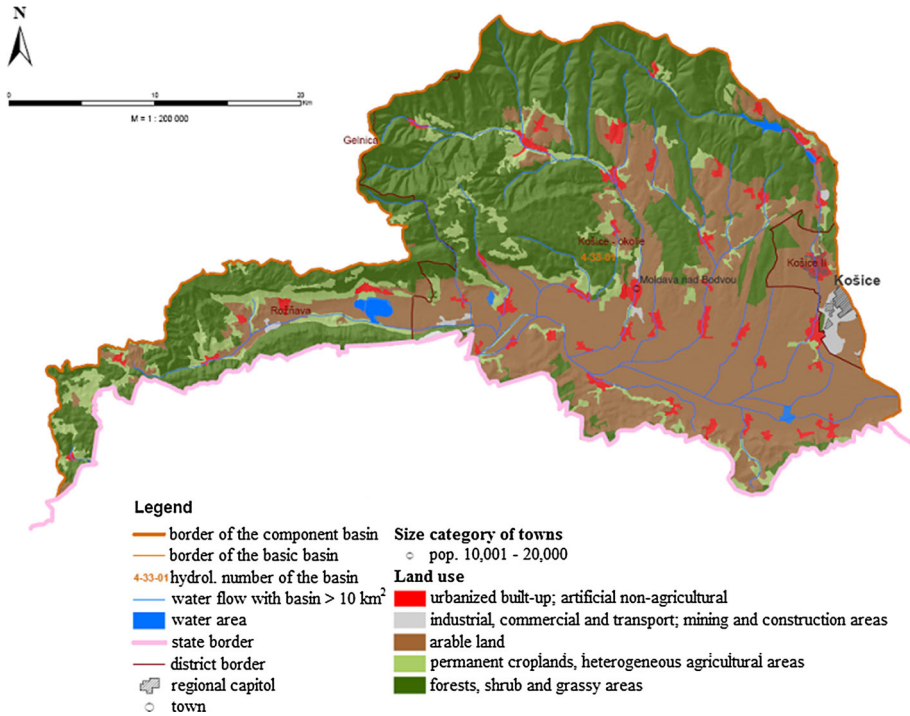 N
0 10 20
Km
M = 1 : 200 000
Gelnica
Košice - okolie
4-33-01
Košice II
Moldava nad Bodvou
Košice
Rožňava
Legend
border of the component basin
border of the basic basin
4-33-01 hydrol. number of the basin
water flow with basin > 10 km²
water area
state border
district border
regional capitol
town
Size category of towns
pop. 10,001 - 20,000
Land use
urbanized built-up; artificial non-agricultural
industrial, commercial and transport; mining and construction areas
arable land
permanent croplands, heterogeneous agricultural areas
forests, shrub and grassy areas